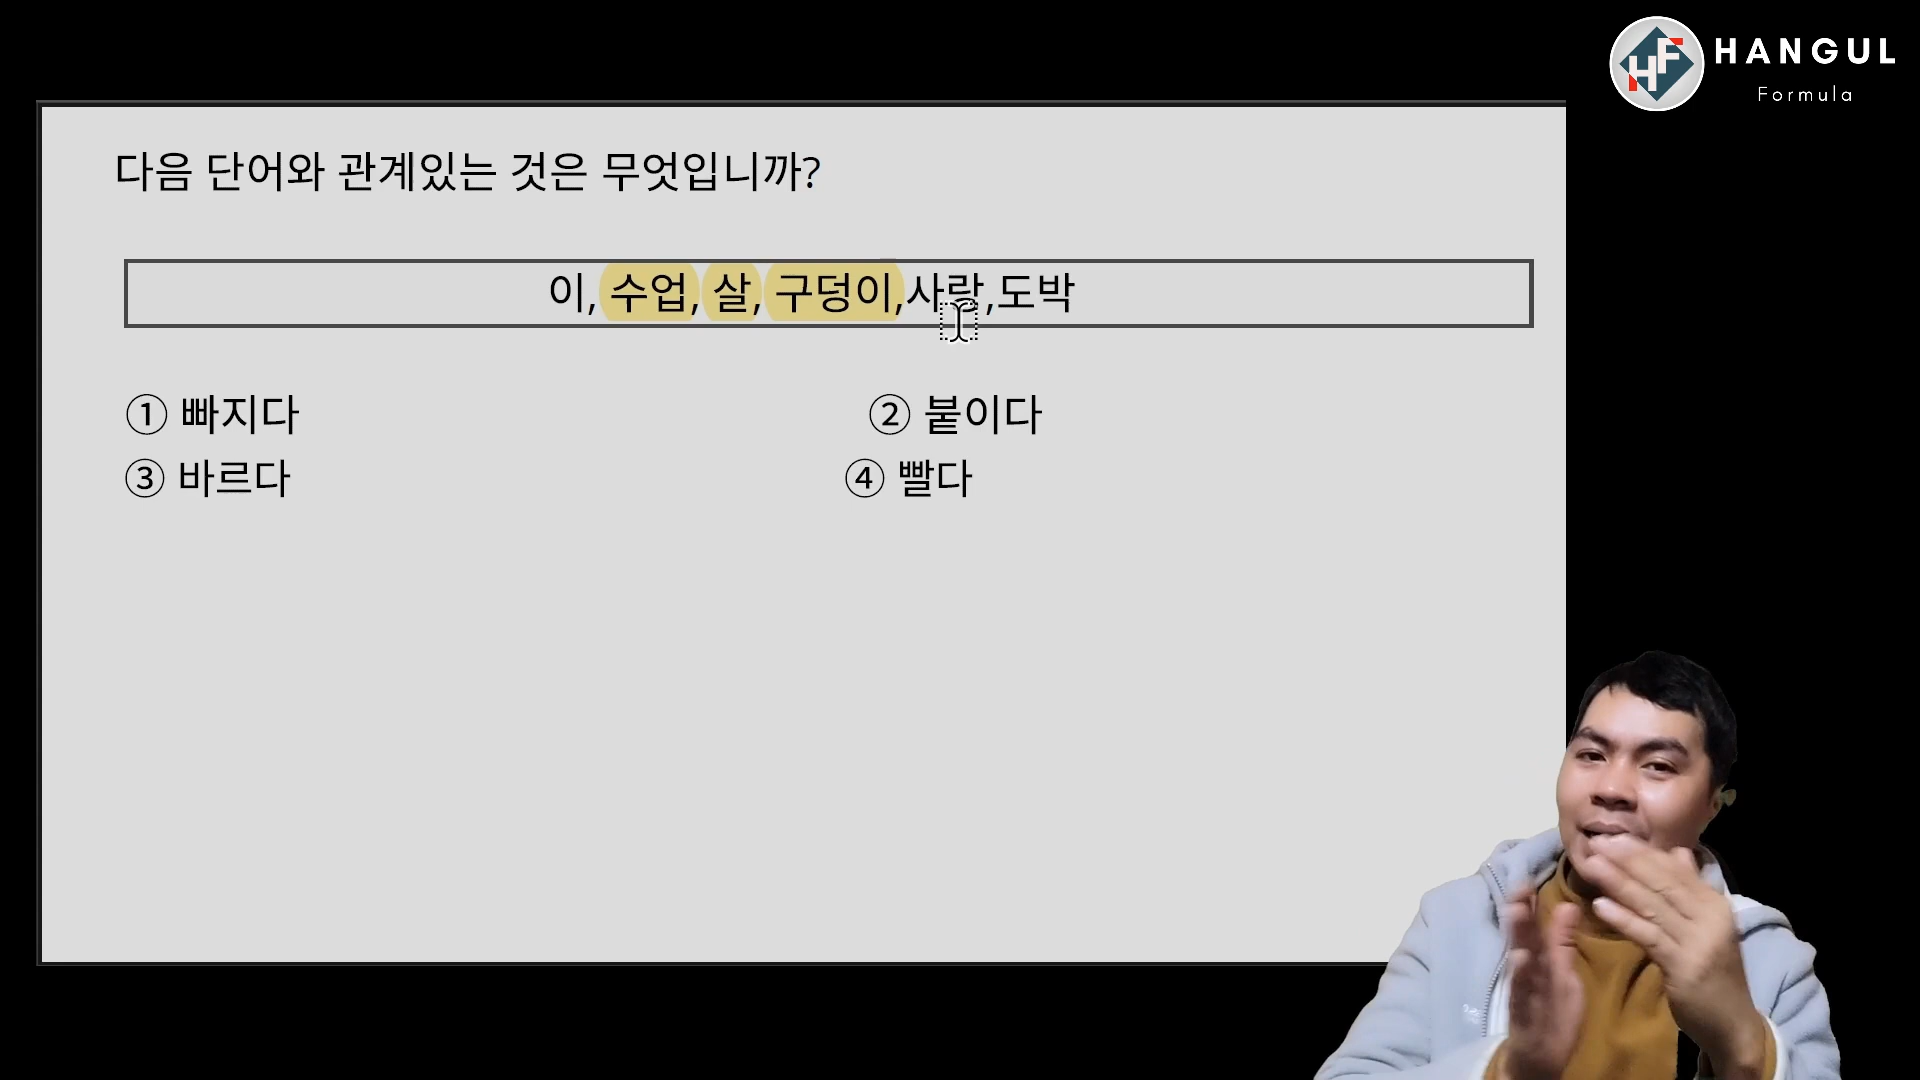 HANGUL
Formula
다음 단어와 관계있는 것은 무엇입니까?
이, 수업, 살, 구덩이,사랑,도박
① 빠지다 ② 붙이다
③ 바르다 ④ 빨다